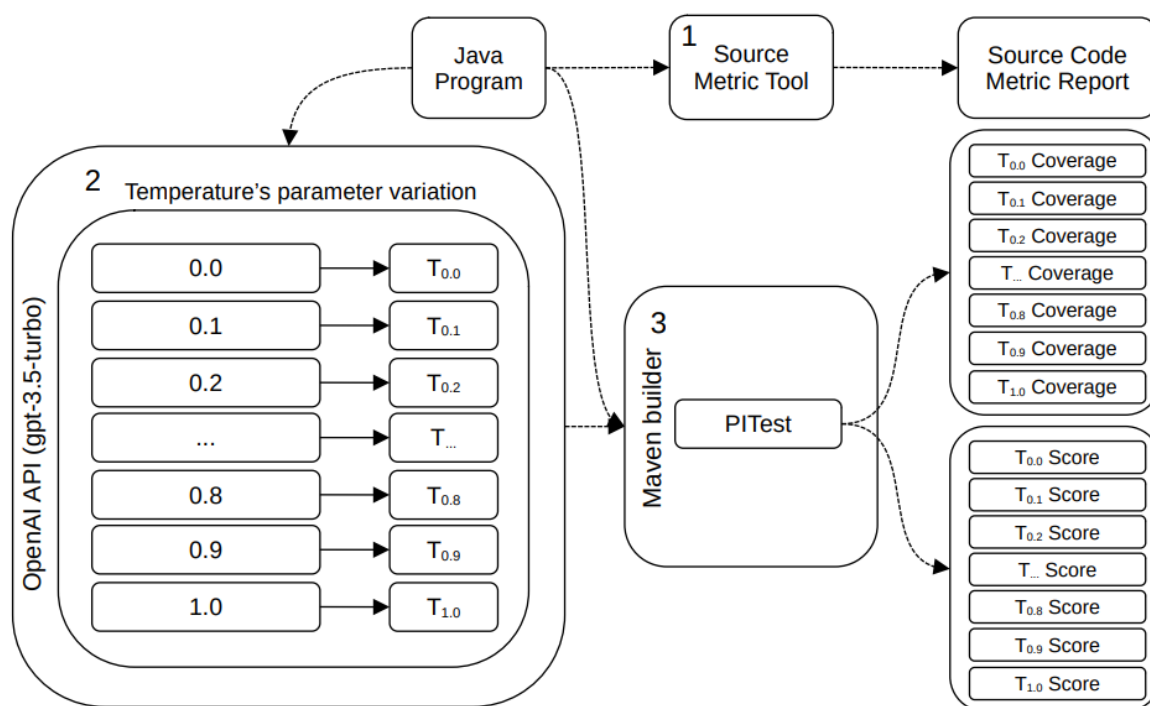 Java
Program
1
Source
Metric Tool
Source Code
Metric Report
2
Temperature's parameter variation
OpenAI API (gpt-3.5-turbo)
0.0
T0.0
0.1
T0.1
0.2
T0.2
...
T...
0.8
T0.8
0.9
T0.9
1.0
T1.0
3
Maven builder
PITest
T0.0 Coverage
T0.1 Coverage
T0.2 Coverage
T... Coverage
T0.8 Coverage
T0.9 Coverage
T1.0 Coverage
T0.0 Score
T0.1 Score
T0.2 Score
T... Score
T0.8 Score
T0.9 Score
T1.0 Score